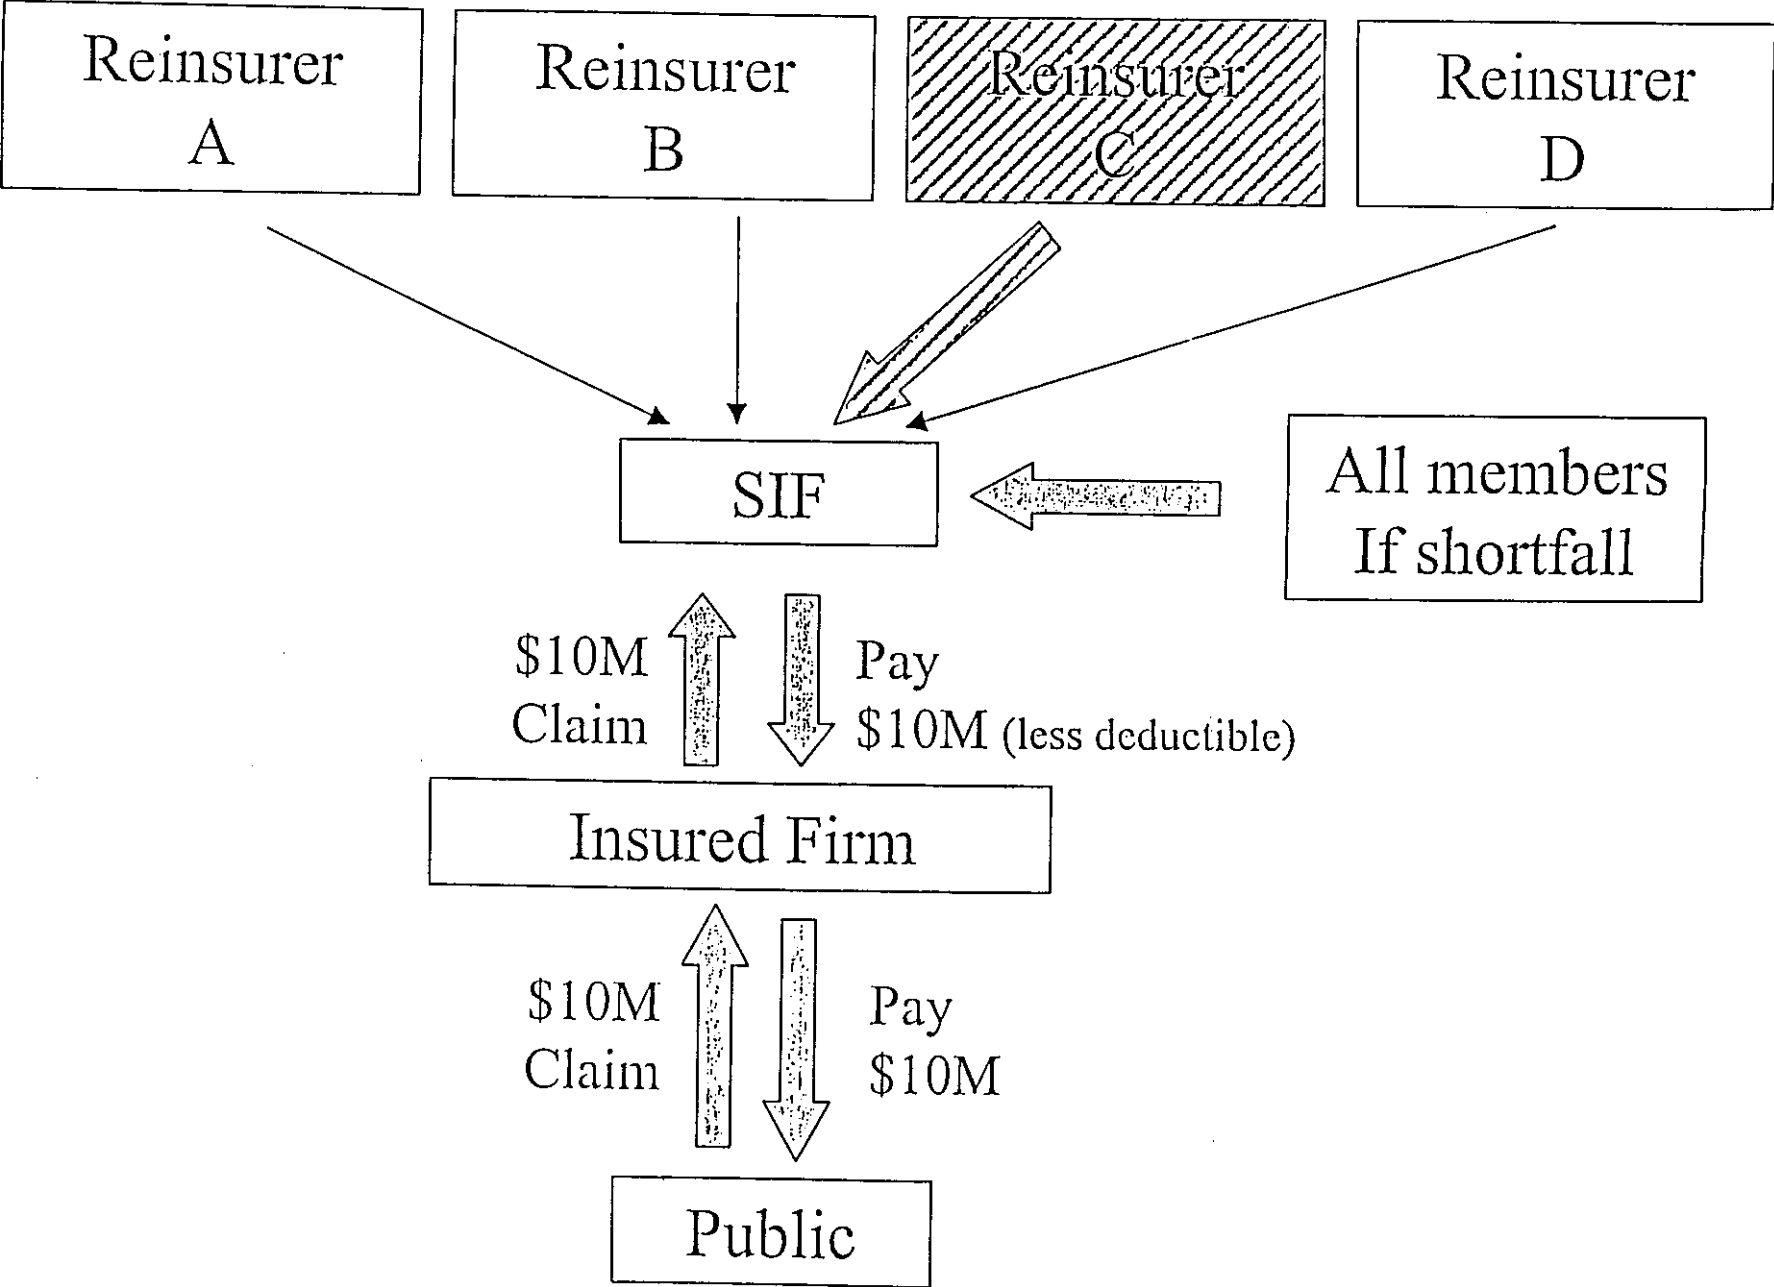 Reinsurer
A
Reinsurer
B
Reinsurer
C
Reinsurer
D
SIF
All members
If shortfall
$10M
Claim
Pay
$10M (less deductible)
Insured Firm
$10M
Claim
Pay
$10M
Public